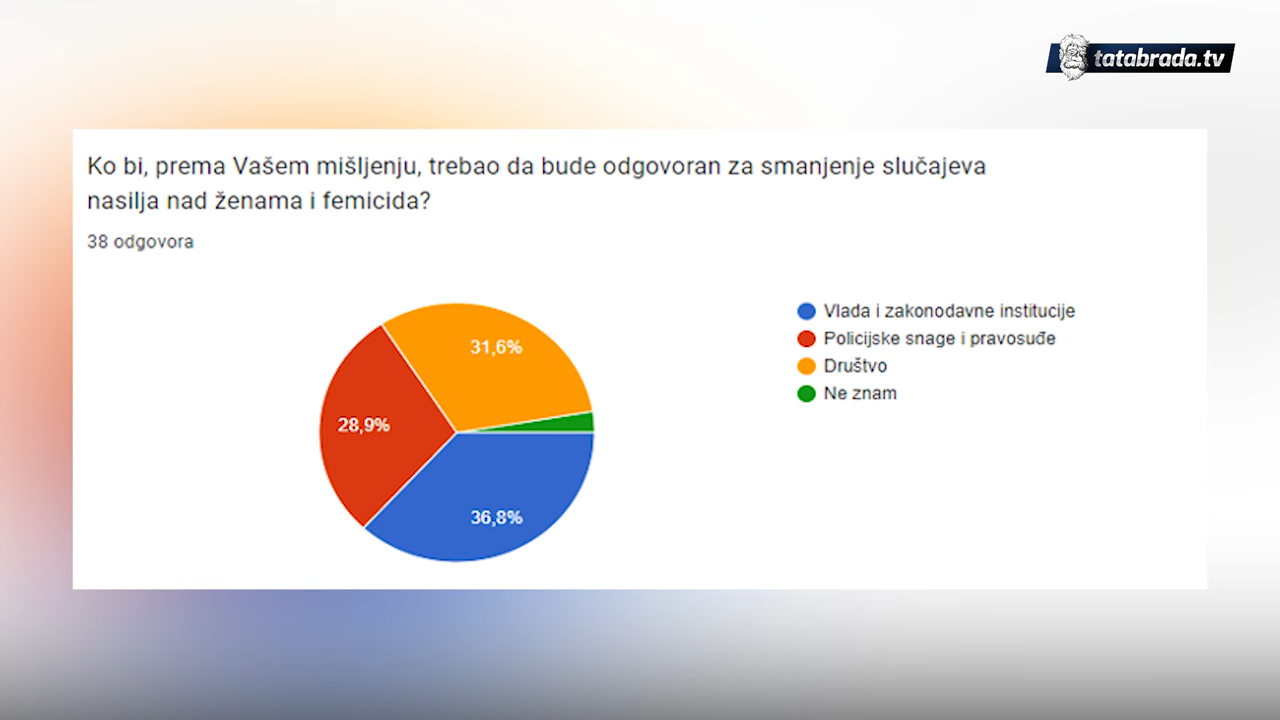 tatabrada.tv
Ko bi, prema Vašem mišljenju, trebao da bude odgovoran za smanjenje slučajeva
nasilja nad ženama i femicida?
38 odgovora
31,6%
28,9%
36,8%
Vlada i zakonodavne institucije
Policijske snage i pravosuđe
Društvo
Ne znam